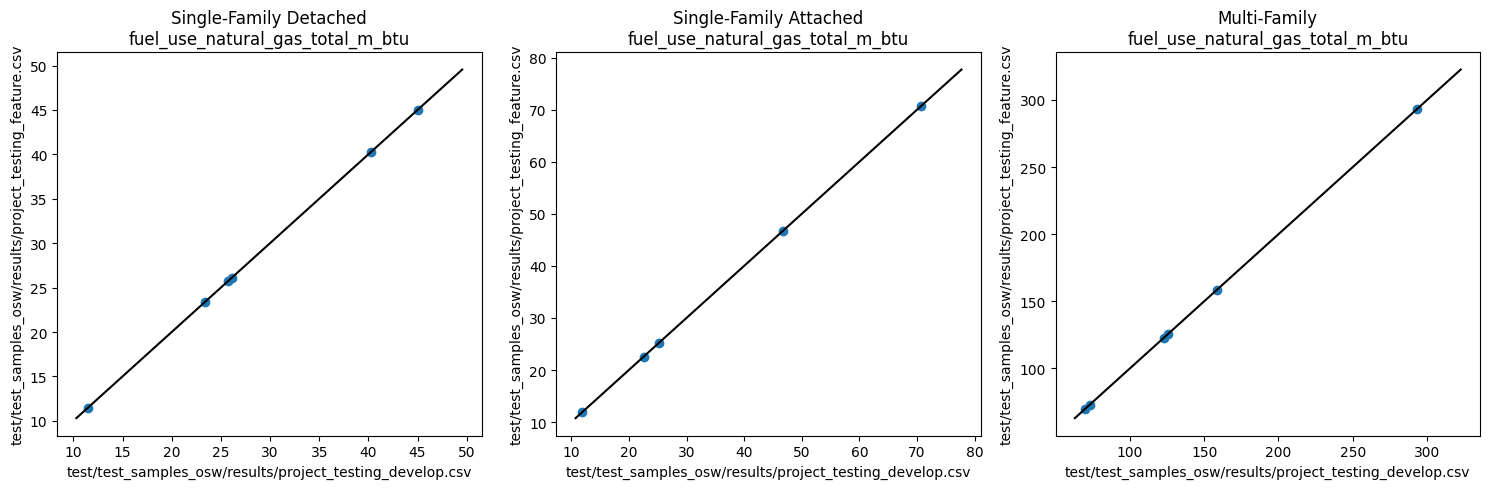 Single-Family Detached
fuel_use_natural_gas_total_m_btu
test/test_samples_osw/results/project_testing_feature.csv
50
45
40
35
30
25
20
15
10
10 15 20 25 30 35 40 45 50
test/test_samples_osw/results/project_testing_develop.csv
Single-Family Attached
fuel_use_natural_gas_total_m_btu
test/test_samples_osw/results/project_testing_feature.csv
80
70
60
50
40
30
20
10
10 20 30 40 50 60 70 80
test/test_samples_osw/results/project_testing_develop.csv
Multi-Family
fuel_use_natural_gas_total_m_btu
test/test_samples_osw/results/project_testing_feature.csv
300
250
200
150
100
100 150 200 250 300
test/test_samples_osw/results/project_testing_develop.csv